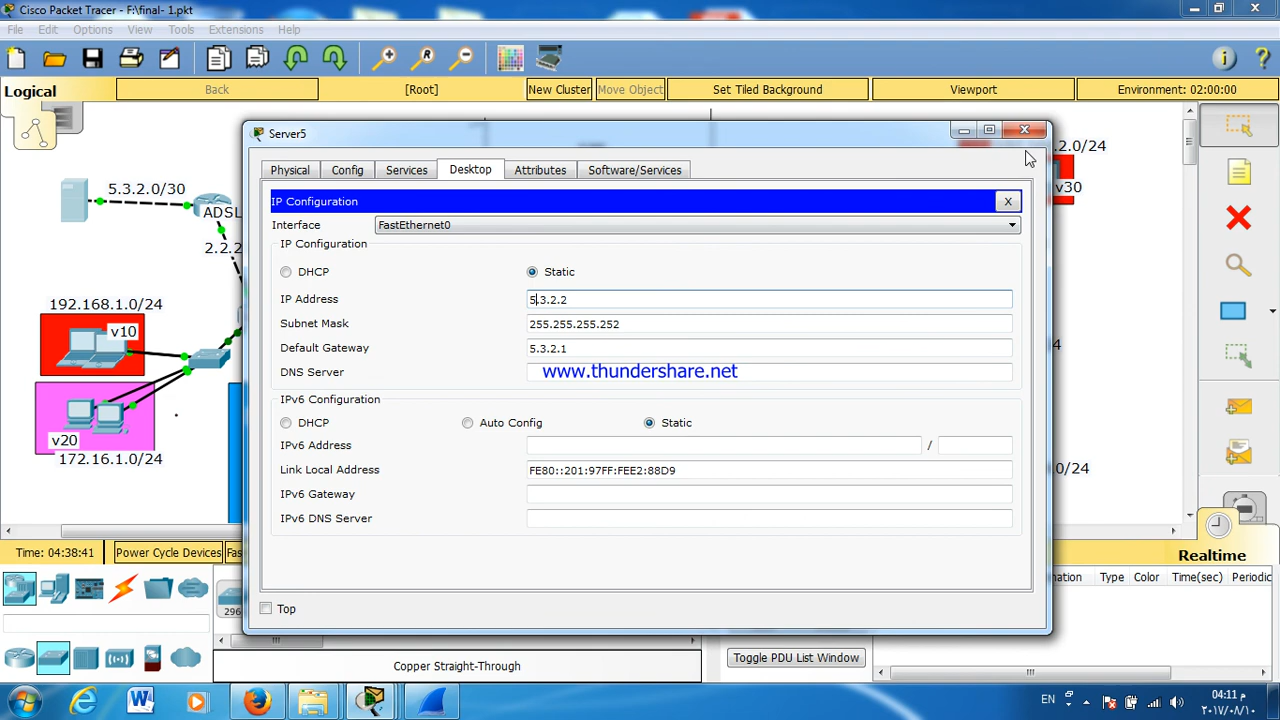 Cisco Packet Tracer - F:\final- 1.pkt
File Edit Options View Tools Extensions Help
Logical Back [Root] New Cluster Move Object Set Tiled Background Viewport Environment: 02:00:00
Server5
Physical Config Services Desktop Attributes Software/Services
IP Configuration X
Interface FastEthernet0
IP Configuration
DHCP Static
IP Address 5.3.2.2
Subnet Mask 255.255.255.252
Default Gateway 5.3.2.1
DNS Server
www.thundershare.net
IPv6 Configuration
DHCP Auto Config Static
IPv6 Address /
Link Local Address FE80::201:97FF:FEE2:88D9
IPv6 Gateway
IPv6 DNS Server
Top
5.3.2.0/30
ADSL
2.2.2
192.168.1.0/24
v10
v20
172.16.1.0/24
.2.0/24
v30
.0/24
Time: 04:38:41 Power Cycle Devices Fas
Realtime
mation Type Color Time(sec) Periodic
296
Copper Straight-Through
Toggle PDU List Window
EN
04:11 م
٢٠١٧/٠٨/١٠